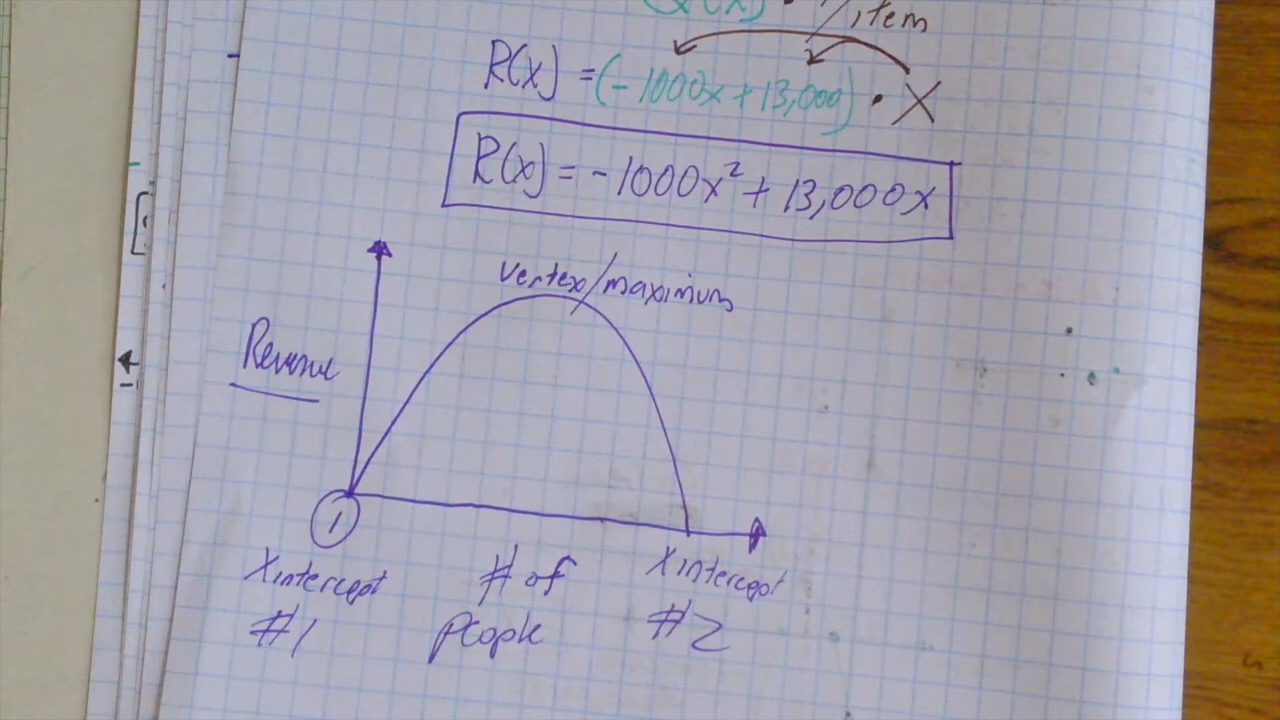 Q(x) · /item
R(x) = (-1000x + 13,000) · X
R(x) = -1000x² + 13,000x
vertex/maximum
Revenue
1
X intercept
#1
# of
people
X intercept
#2